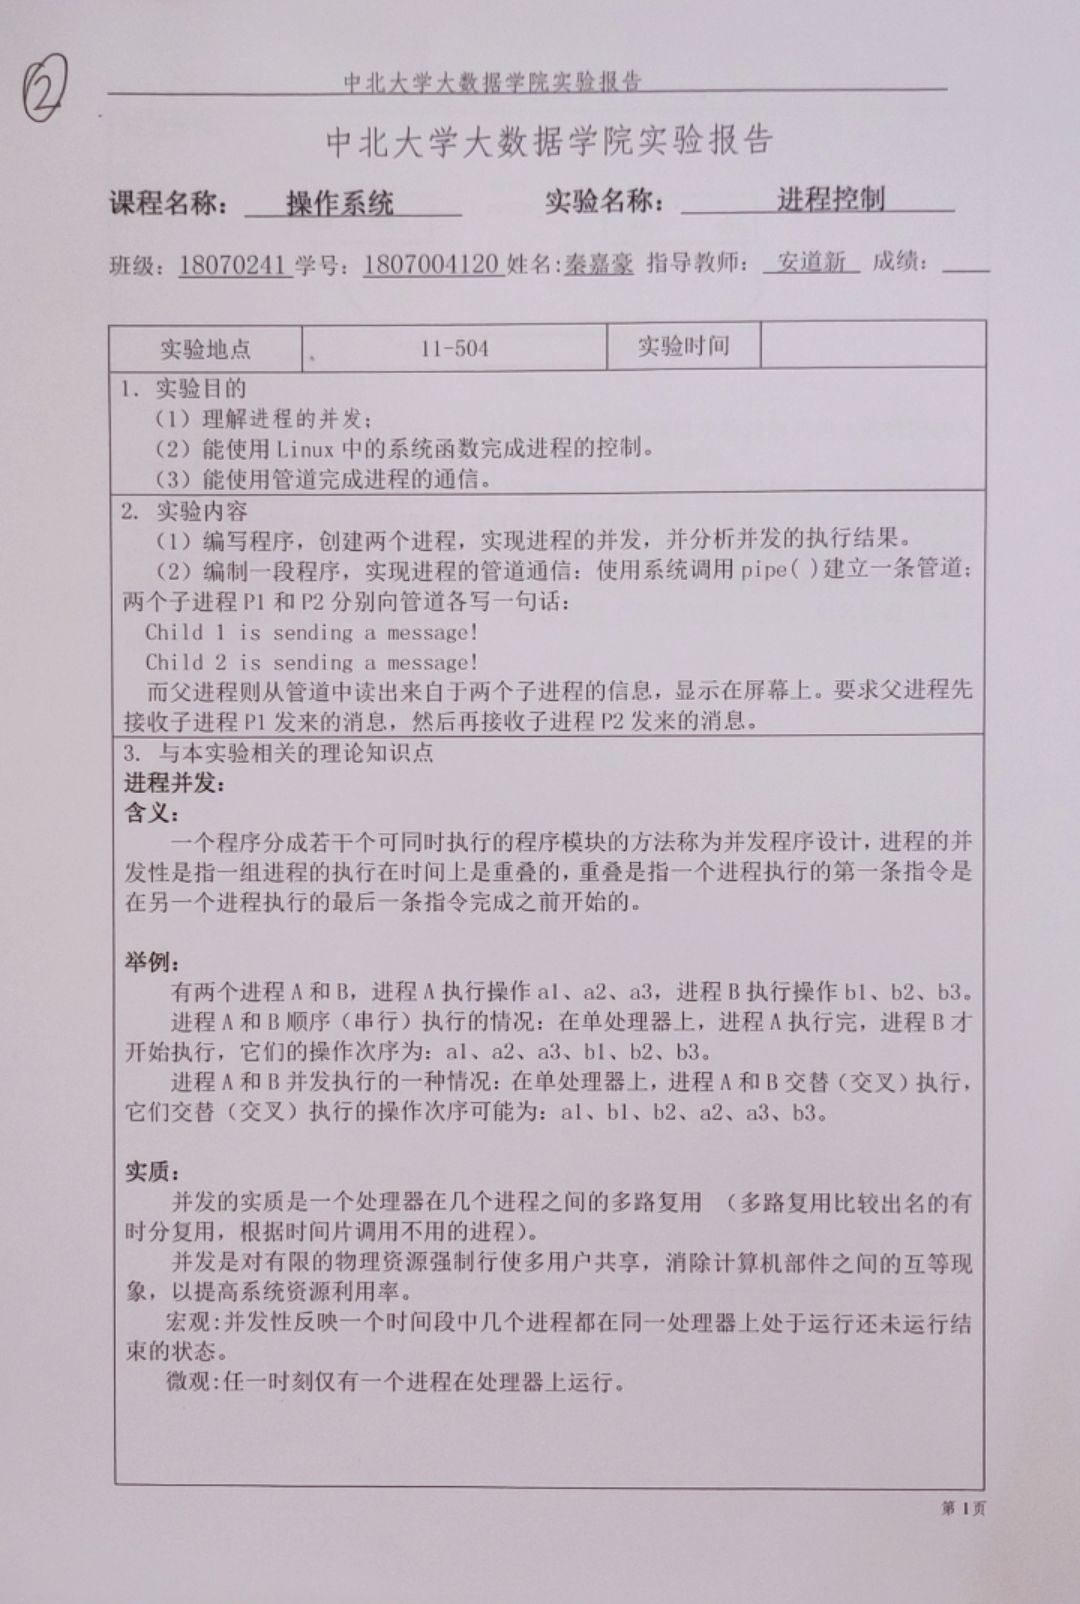 ②
中北大学大数据学院实验报告
中北大学大数据学院实验报告
课程名称： 操作系统 实验名称： 进程控制
班级：18070241 学号：1807004120 姓名:秦嘉豪 指导教师： 安道新 成绩：
实验地点 11-504 实验时间
1. 实验目的
（1）理解进程的并发；
（2）能使用 Linux 中的系统函数完成进程的控制。
（3）能使用管道完成进程的通信。
2. 实验内容
（1）编写程序，创建两个进程，实现进程的并发，并分析并发的执行结果。
（2）编制一段程序，实现进程的管道通信：使用系统调用 pipe( )建立一条管道；
两个子进程 P1 和 P2 分别向管道各写一句话：
Child 1 is sending a message!
Child 2 is sending a message!
而父进程则从管道中读出来自于两个子进程的信息，显示在屏幕上。要求父进程先
接收子进程 P1 发来的消息，然后再接收子进程 P2 发来的消息。
3. 与本实验相关的理论知识点
进程并发：
含义：
一个程序分成若干个可同时执行的程序模块的方法称为并发程序设计，进程的并
发性是指一组进程的执行在时间上是重叠的，重叠是指一个进程执行的第一条指令是
在另一个进程执行的最后一条指令完成之前开始的。
举例：
有两个进程 A 和 B，进程 A 执行操作 a1、a2、a3，进程 B 执行操作 b1、b2、b3。
进程 A 和 B 顺序（串行）执行的情况：在单处理器上，进程 A 执行完，进程 B 才
开始执行，它们的操作次序为：a1、a2、a3、b1、b2、b3。
进程 A 和 B 并发执行的一种情况：在单处理器上，进程 A 和 B 交替（交叉）执行，
它们交替（交叉）执行的操作次序可能为：a1、b1、b2、a2、a3、b3。
实质：
并发的实质是一个处理器在几个进程之间的多路复用 （多路复用比较出名的有
时分复用，根据时间片调用不用的进程）。
并发是对有限的物理资源强制行使多用户共享，消除计算机部件之间的互等现
象，以提高系统资源利用率。
宏观:并发性反映一个时间段中几个进程都在同一处理器上处于运行还未运行结
束的状态。
微观:任一时刻仅有一个进程在处理器上运行。
第 1页